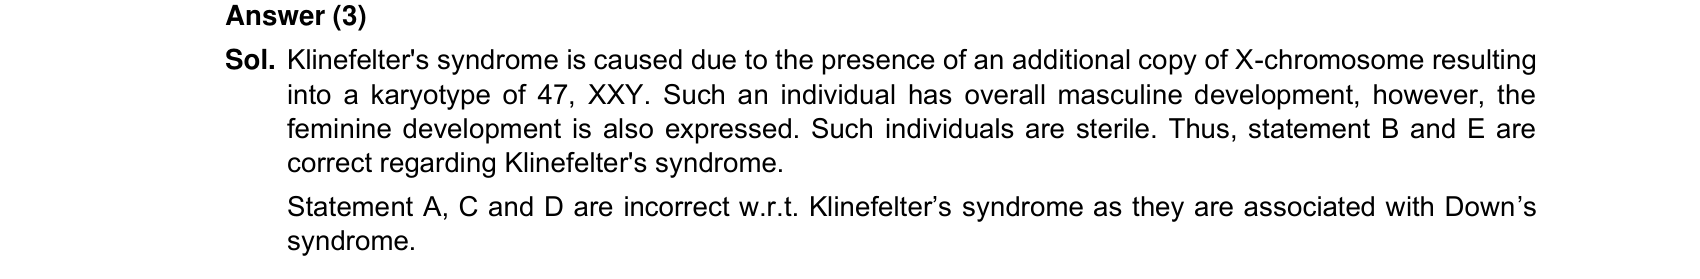 Answer (3)
Sol. Klinefelter's syndrome is caused due to the presence of an additional copy of X-chromosome resulting
into a karyotype of 47, XXY. Such an individual has overall masculine development, however, the
feminine development is also expressed. Such individuals are sterile. Thus, statement B and E are
correct regarding Klinefelter's syndrome.
Statement A, C and D are incorrect w.r.t. Klinefelter’s syndrome as they are associated with Down’s
syndrome.